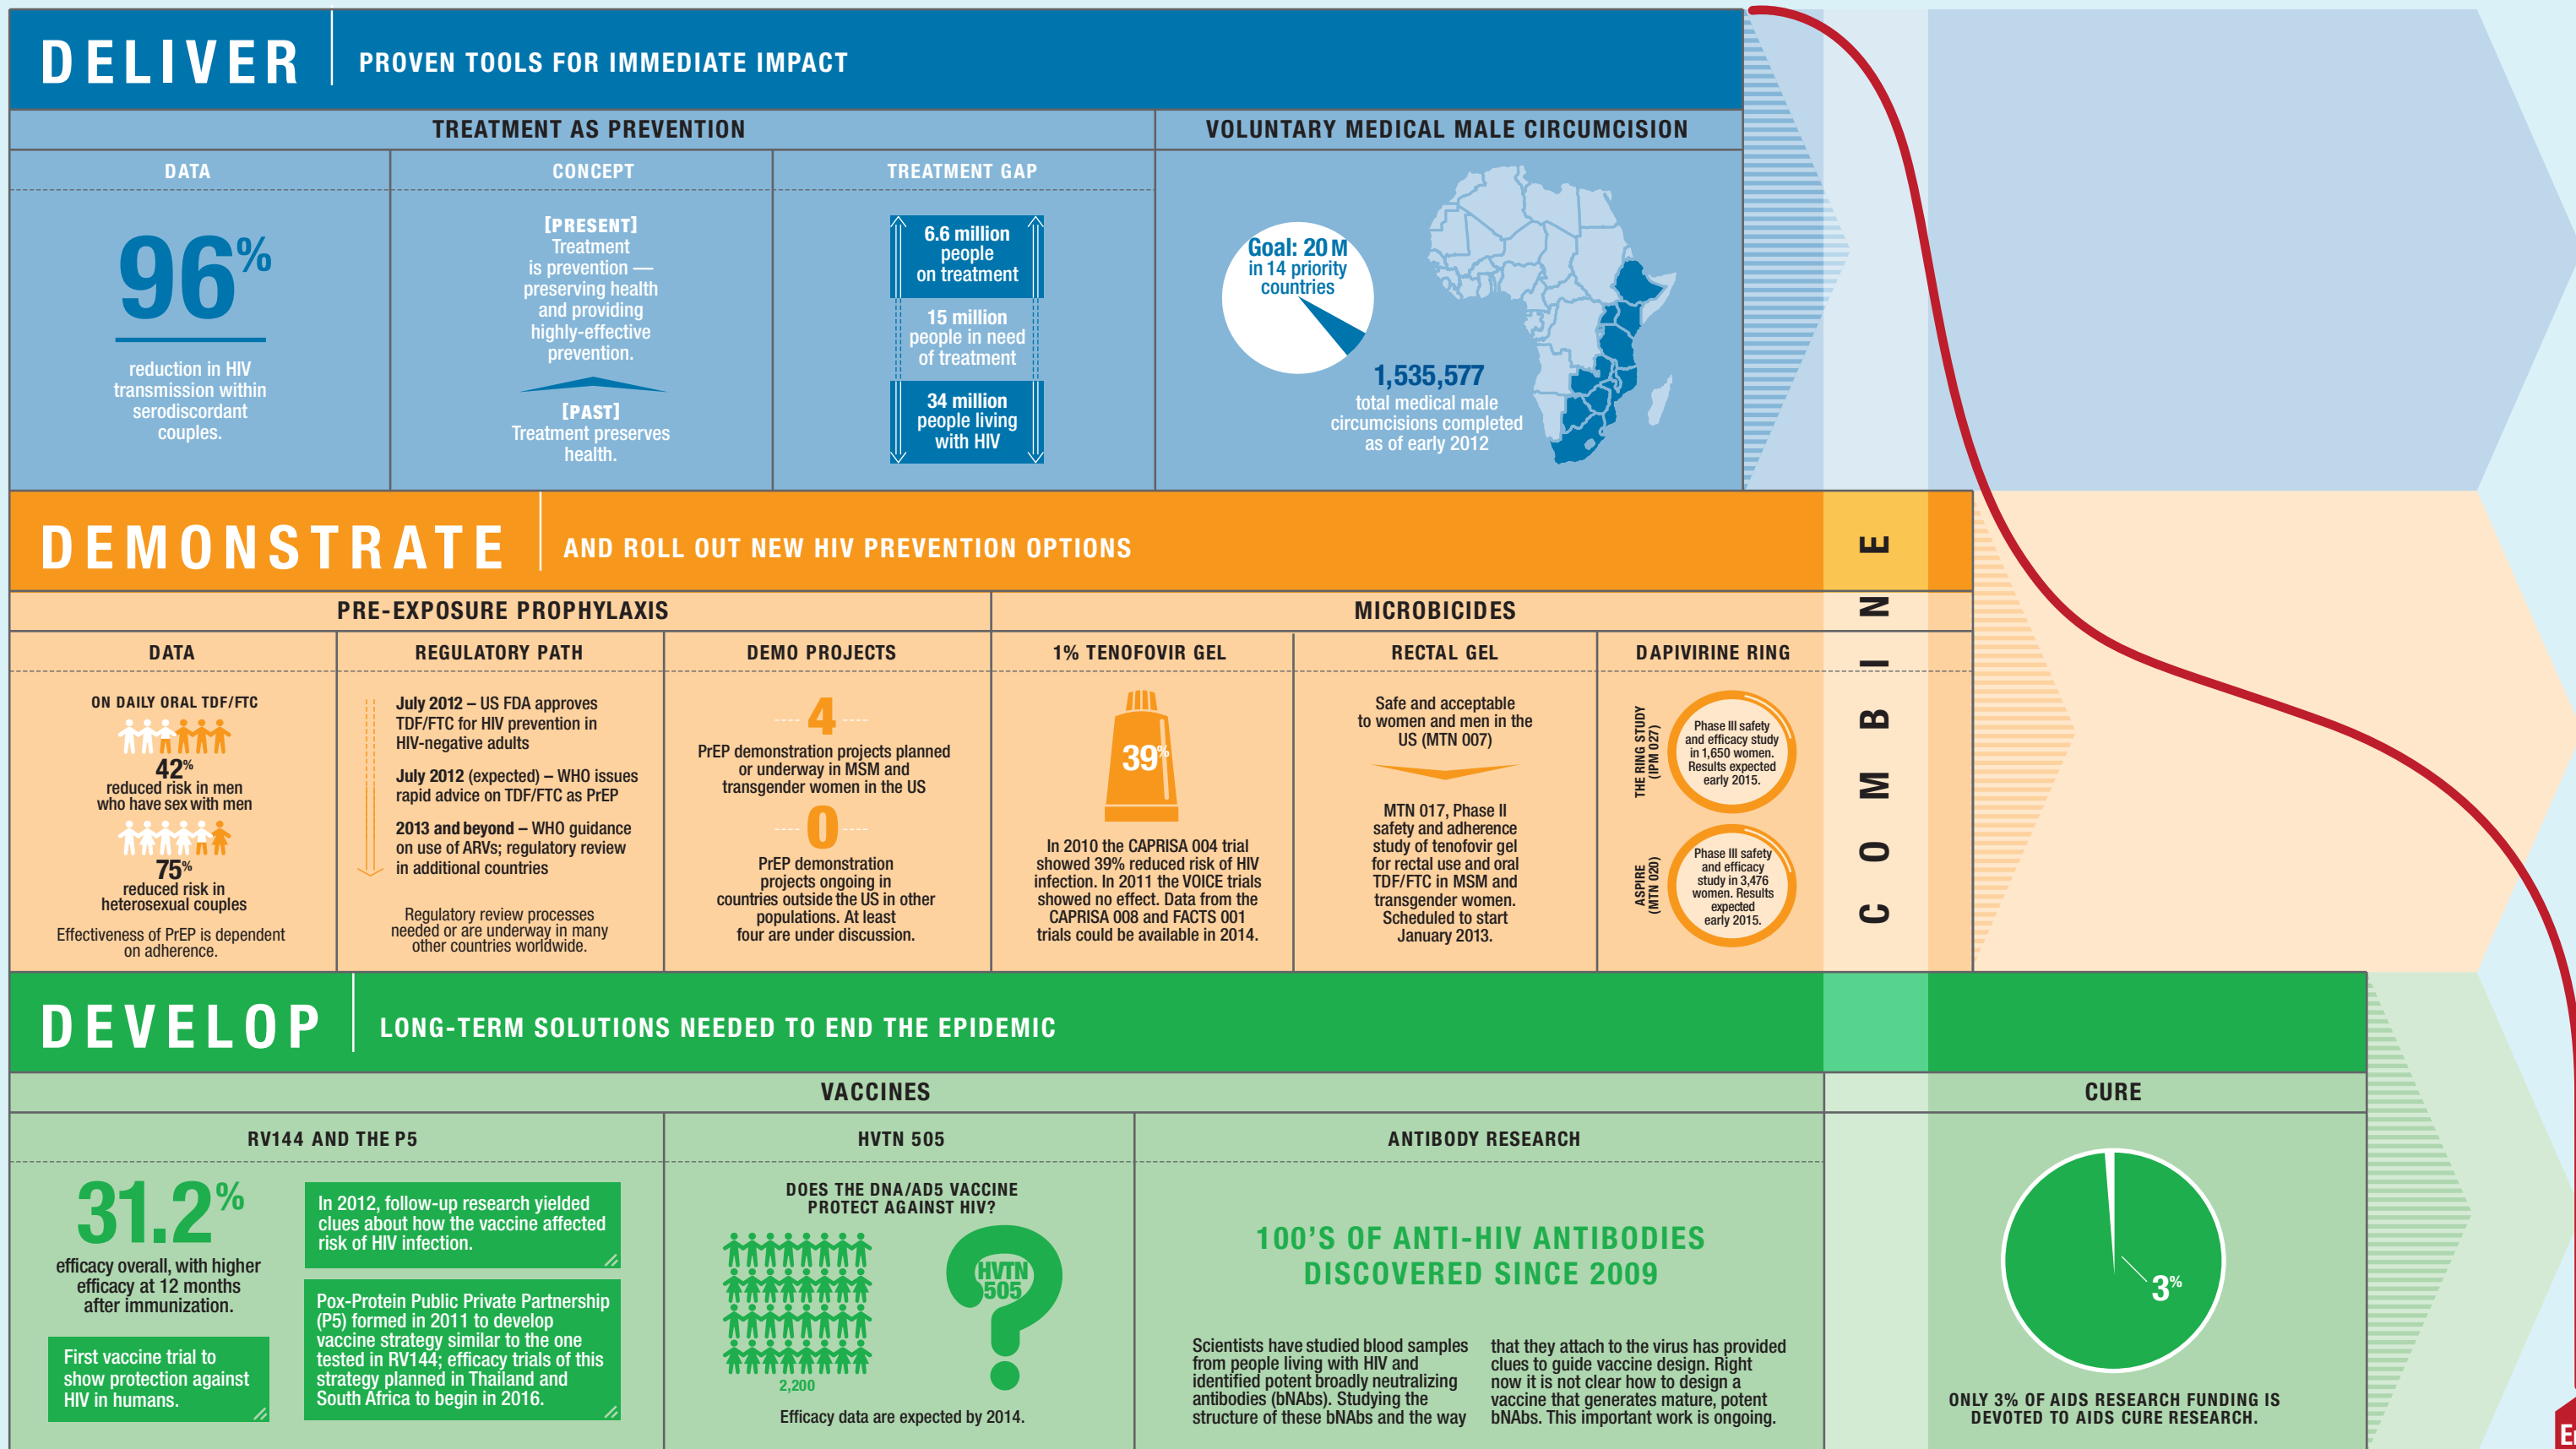 DELIVER
PROVEN TOOLS FOR IMMEDIATE IMPACT
TREATMENT AS PREVENTION
DATA
96%
reduction in HIV
transmission within
serodiscordant
couples.
CONCEPT
[PRESENT]
Treatment
is prevention —
preserving health
and providing
highly-effective
prevention.
[PAST]
Treatment preserves
health.
TREATMENT GAP
6.6 million
people
on treatment
15 million
people in need
of treatment
34 million
people living
with HIV
VOLUNTARY MEDICAL MALE CIRCUMCISION
Goal: 20 M
in 14 priority
countries
1,535,577
total medical male
circumcisions completed
as of early 2012
DEMONSTRATE
AND ROLL OUT NEW HIV PREVENTION OPTIONS
PRE-EXPOSURE PROPHYLAXIS
DATA
ON DAILY ORAL TDF/FTC
42%
reduced risk in men
who have sex with men
75%
reduced risk in
heterosexual couples
Effectiveness of PrEP is dependent
on adherence.
REGULATORY PATH
July 2012 – US FDA approves
TDF/FTC for HIV prevention in
HIV-negative adults
July 2012 (expected) – WHO issues
rapid advice on TDF/FTC as PrEP
2013 and beyond – WHO guidance
on use of ARVs; regulatory review
in additional countries
Regulatory review processes
needed or are underway in many
other countries worldwide.
DEMO PROJECTS
4
PrEP demonstration projects planned
or underway in MSM and
transgender women in the US
0
PrEP demonstration
projects ongoing in
countries outside the US in other
populations. At least
four are under discussion.
MICROBICIDES
1% TENOFOVIR GEL
39%
In 2010 the CAPRISA 004 trial
showed 39% reduced risk of HIV
infection. In 2011 the VOICE trials
showed no effect. Data from the
CAPRISA 008 and FACTS 001
trials could be available in 2014.
RECTAL GEL
Safe and acceptable
to women and men in the
US (MTN 007)
MTN 017, Phase II
safety and adherence
study of tenofovir gel
for rectal use and oral
TDF/FTC in MSM and
transgender women.
Scheduled to start
January 2013.
DAPIVIRINE RING
THE RING STUDY
(IPM 027)
Phase III safety
and efficacy study
in 1,650 women.
Results expected
early 2015.
ASPIRE
(MTN 020)
Phase III safety
and efficacy
study in 3,476
women. Results
expected
early 2015.
COMBINE
DEVELOP
LONG-TERM SOLUTIONS NEEDED TO END THE EPIDEMIC
VACCINES
RV144 AND THE P5
31.2%
efficacy overall, with higher
efficacy at 12 months
after immunization.
First vaccine trial to
show protection against
HIV in humans.
In 2012, follow-up research yielded
clues about how the vaccine affected
risk of HIV infection.
Pox-Protein Public Private Partnership
(P5) formed in 2011 to develop
vaccine strategy similar to the one
tested in RV144; efficacy trials of this
strategy planned in Thailand and
South Africa to begin in 2016.
HVTN 505
DOES THE DNA/AD5 VACCINE
PROTECT AGAINST HIV?
HVTN
505
2,200
Efficacy data are expected by 2014.
ANTIBODY RESEARCH
100'S OF ANTI-HIV ANTIBODIES
DISCOVERED SINCE 2009
Scientists have studied blood samples
from people living with HIV and
identified potent broadly neutralizing
antibodies (bNAbs). Studying the
structure of these bNAbs and the way
that they attach to the virus has provided
clues to guide vaccine design. Right
now it is not clear how to design a
vaccine that generates mature, potent
bNAbs. This important work is ongoing.
CURE
3%
ONLY 3% OF AIDS RESEARCH FUNDING IS
DEVOTED TO AIDS CURE RESEARCH.